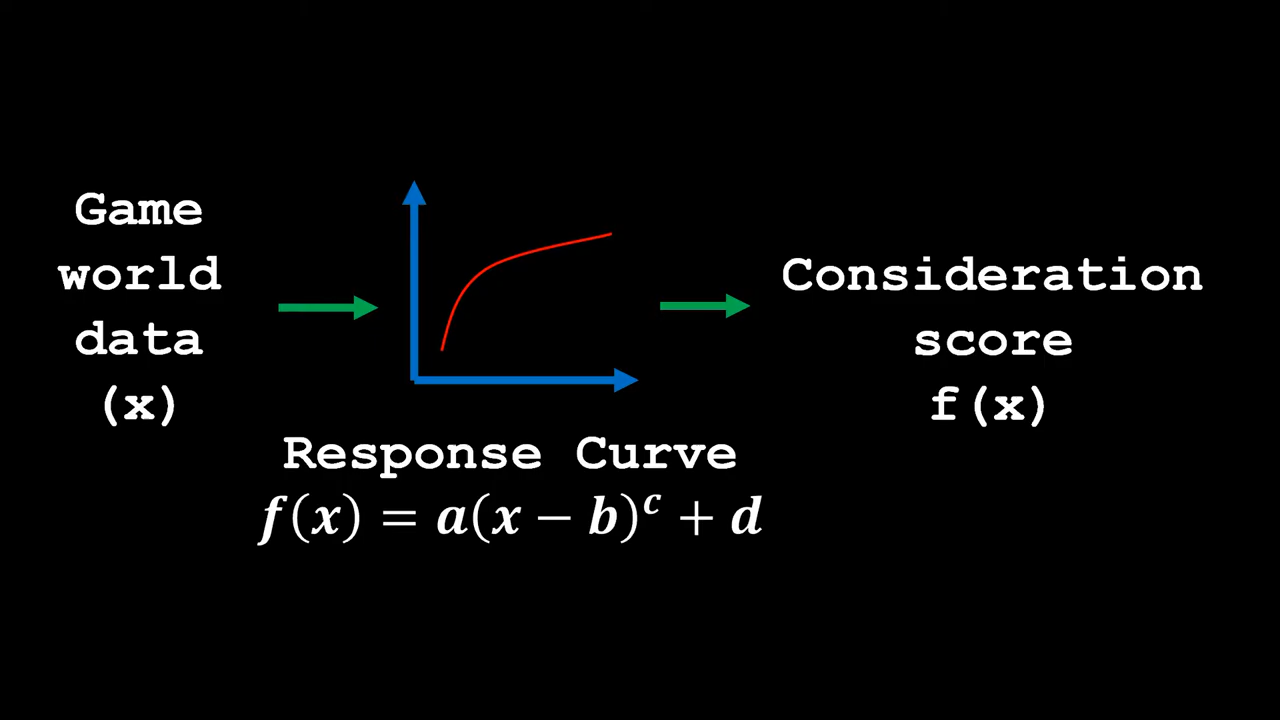 Game
world
data
(x)
Response Curve
f(x) = a(x − b)ᶜ + d
Consideration
score
f(x)